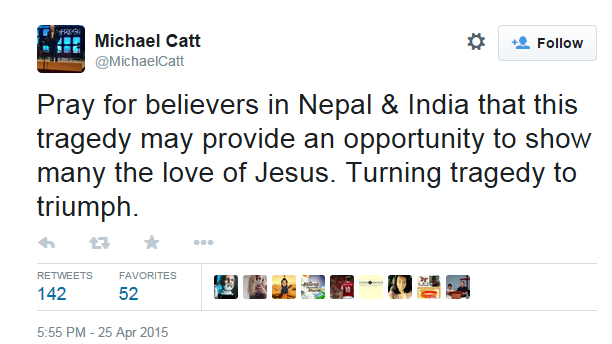 Michael Catt
@MichaelCatt
Follow
Pray for believers in Nepal & India that this
tragedy may provide an opportunity to show
many the love of Jesus. Turning tragedy to
triumph.
RETWEETS
FAVORITES
142
52
5:55 PM - 25 Apr 2015